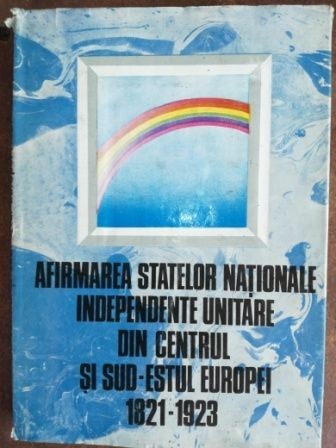 AFIRMAREA STATELOR NAȚIONALE
INDEPENDENTE UNITARE
DIN CENTRUL
ȘI SUD-ESTUL EUROPEI
1821-1923